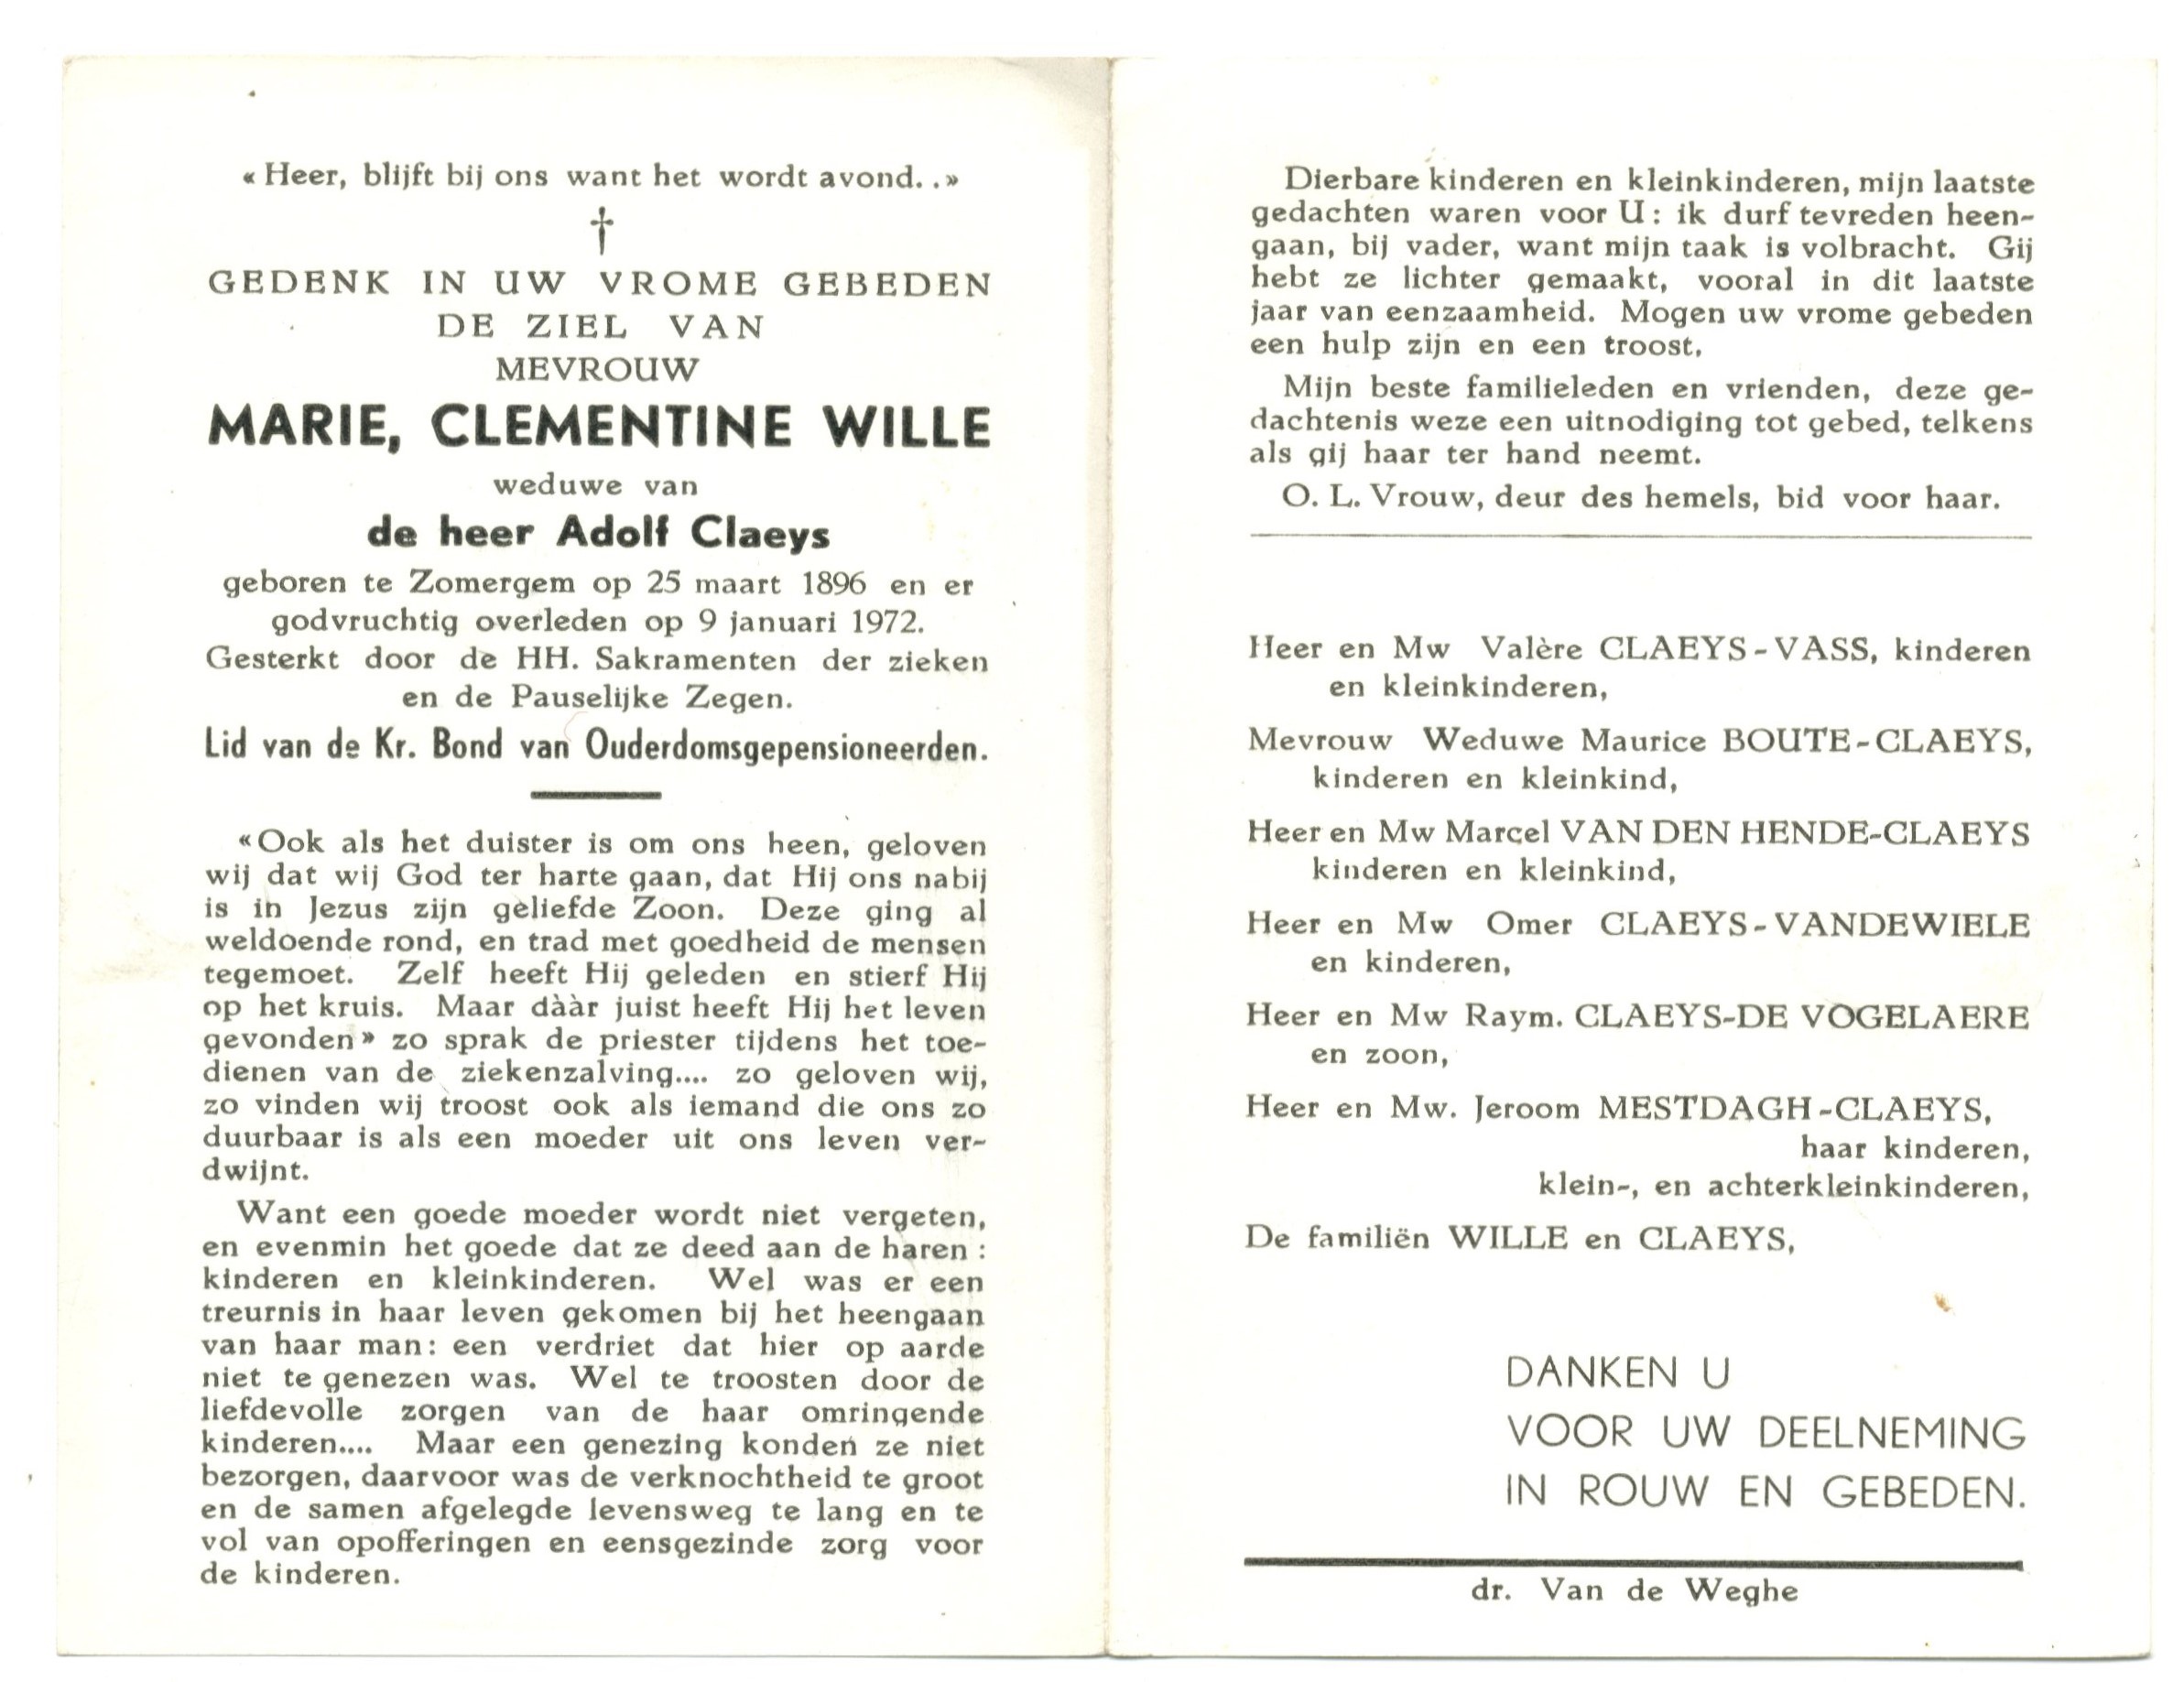 « Heer, blijft bij ons want het wordt avond. . »
†
GEDENK IN UW VROME GEBEDEN
DE ZIEL VAN
MEVROUW
MARIE, CLEMENTINE WILLE
weduwe van
de heer Adolf Claeys
geboren te Zomergem op 25 maart 1896 en er
godvruchtig overleden op 9 januari 1972.
Gesterkt door de HH. Sakramenten der zieken
en de Pauselijke Zegen.
Lid van de Kr. Bond van Ouderdomsgepensioneerden.
«Ook als het duister is om ons heen, geloven
wij dat wij God ter harte gaan, dat Hij ons nabij
is in Jezus zijn geliefde Zoon. Deze ging al
weldoende rond, en trad met goedheid de mensen
tegemoet. Zelf heeft Hij geleden en stierf Hij
op het kruis. Maar dààr juist heeft Hij het leven
gevonden» zo sprak de priester tijdens het toe-
dienen van de ziekenzalving.... zo geloven wij,
zo vinden wij troost ook als iemand die ons zo
duurbaar is als een moeder uit ons leven ver-
dwijnt.
Want een goede moeder wordt niet vergeten,
en evenmin het goede dat ze deed aan de haren :
kinderen en kleinkinderen. Wel was er een
treurnis in haar leven gekomen bij het heengaan
van haar man: een verdriet dat hier op aarde
niet te genezen was. Wel te troosten door de
liefdevolle zorgen van de haar omringende
kinderen.... Maar een genezing konden ze niet
bezorgen, daarvoor was de verknochtheid te groot
en de samen afgelegde levensweg te lang en te
vol van opofferingen en eensgezinde zorg voor
de kinderen.
Dierbare kinderen en kleinkinderen, mijn laatste
gedachten waren voor U : ik durf tevreden heen-
gaan, bij vader, want mijn taak is volbracht. Gij
hebt ze lichter gemaakt, vooral in dit laatste
jaar van eenzaamheid. Mogen uw vrome gebeden
een hulp zijn en een troost.
Mijn beste familieleden en vrienden, deze ge-
dachtenis weze een uitnodiging tot gebed, telkens
als gij haar ter hand neemt.
O. L. Vrouw, deur des hemels, bid voor haar.
Heer en Mw Valère CLAEYS - VASS, kinderen
en kleinkinderen,
Mevrouw Weduwe Maurice BOUTE-CLAEYS,
kinderen en kleinkind,
Heer en Mw Marcel VAN DEN HENDE-CLAEYS
kinderen en kleinkind,
Heer en Mw Omer CLAEYS-VANDEWIELE
en kinderen,
Heer en Mw Raym. CLAEYS-DE VOGELAERE
en zoon,
Heer en Mw. Jeroom MESTDAGH-CLAEYS,
haar kinderen,
klein-, en achterkleinkinderen,
De familiën WILLE en CLAEYS,
DANKEN U
VOOR UW DEELNEMING
IN ROUW EN GEBEDEN.
dr. Van de Weghe